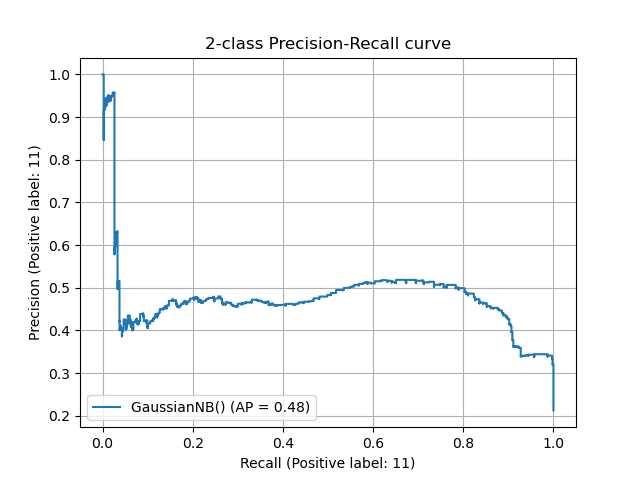 2-class Precision-Recall curve
1.0
0.9
0.8
0.7
0.6
0.5
0.4
0.3
0.2
Precision (Positive label: 11)
GaussianNB() (AP = 0.48)
0.0 0.2 0.4 0.6 0.8 1.0
Recall (Positive label: 11)